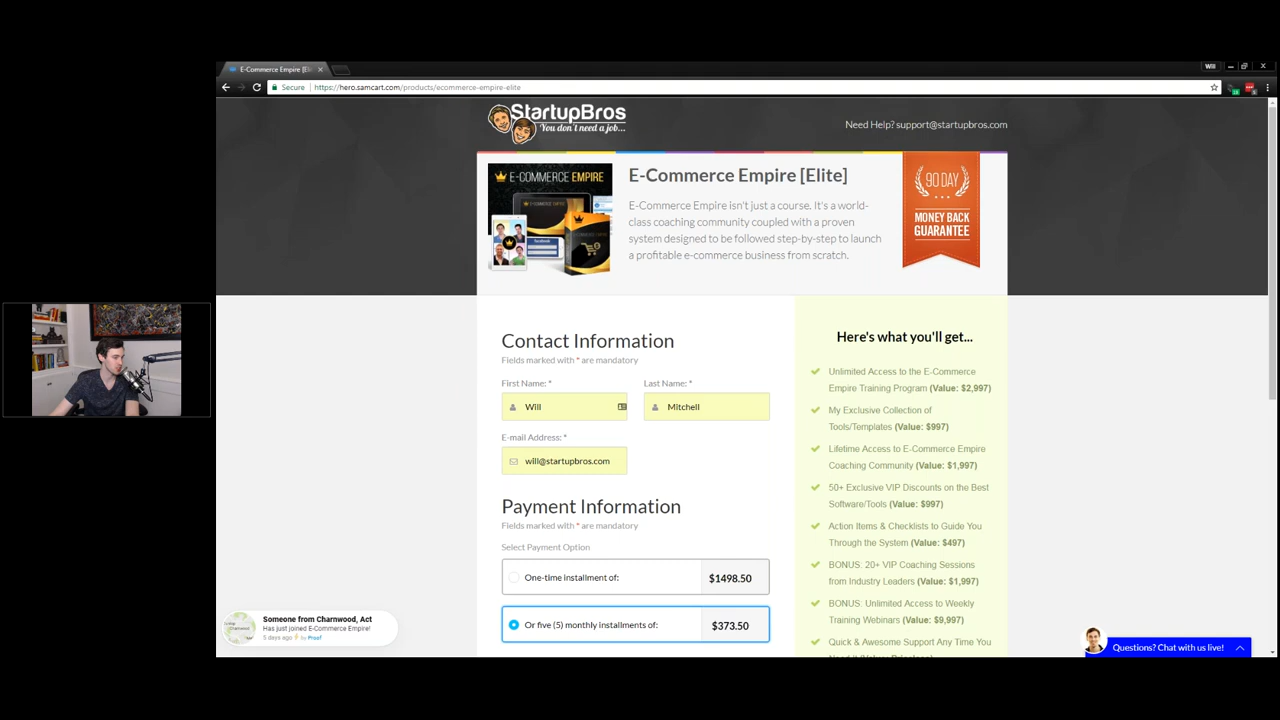 E-Commerce Empire [Eli
Will
Secure
https://hero.samcart.com/products/ecommerce-empire-elite
StartupBros
You don't need a job...
Need Help? support@startupbros.com
E-COMMERCE EMPIRE
E-Commerce Empire [Elite]
E-Commerce Empire isn't just a course. It's a world-
class coaching community coupled with a proven
system designed to be followed step-by-step to launch
a profitable e-commerce business from scratch.
90 DAY
MONEY BACK
GUARANTEE
Contact Information
Fields marked with * are mandatory
First Name: *
Last Name: *
Will
Mitchell
E-mail Address: *
will@startupbros.com
Payment Information
Fields marked with * are mandatory
Select Payment Option
One-time installment of:
$1498.50
Or five (5) monthly installments of:
$373.50
Here's what you'll get...
Unlimited Access to the E-Commerce
Empire Training Program (Value: $2,997)
My Exclusive Collection of
Tools/Templates (Value: $997)
Lifetime Access to E-Commerce Empire
Coaching Community (Value: $1,997)
50+ Exclusive VIP Discounts on the Best
Software/Tools (Value: $997)
Action Items & Checklists to Guide You
Through the System (Value: $497)
BONUS: 20+ VIP Coaching Sessions
from Industry Leaders (Value: $1,997)
BONUS: Unlimited Access to Weekly
Training Webinars (Value: $9,997)
Quick & Awesome Support Any Time You
Someone from Charnwood, Act
Has just joined E-Commerce Empire!
5 days ago by Proof
Questions? Chat with us live!